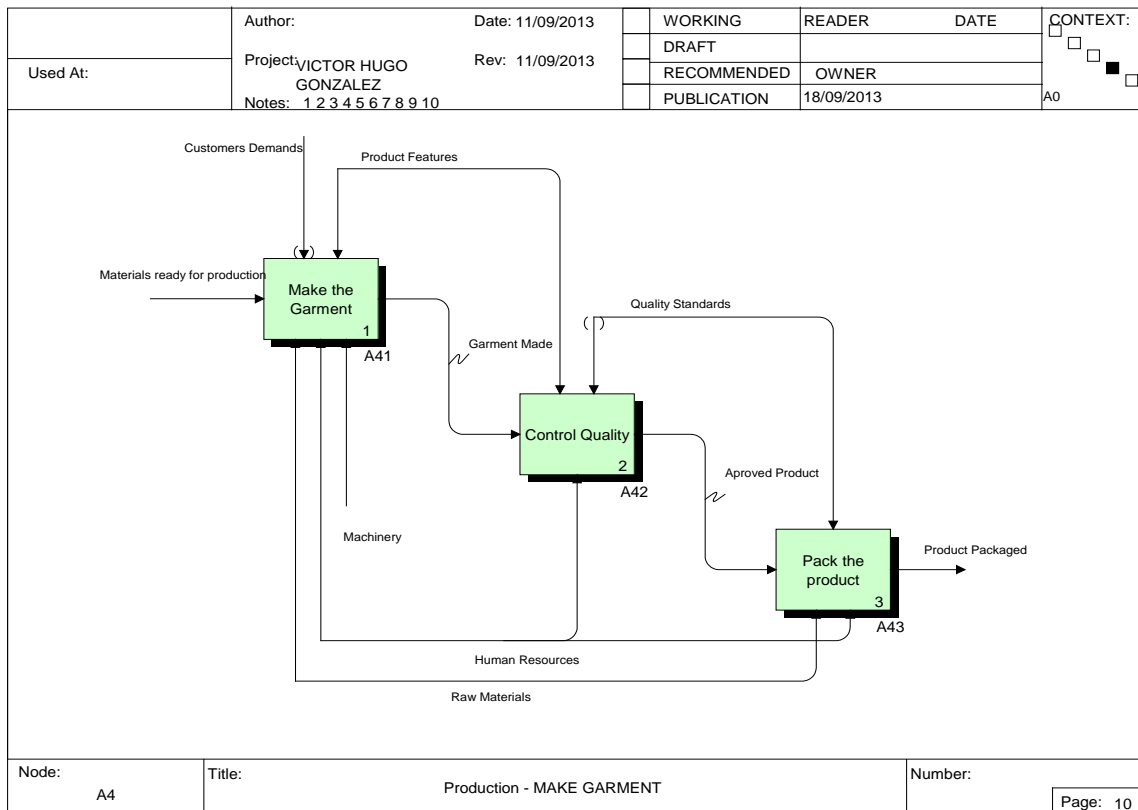 Used At:
Author:
Date: 11/09/2013
Project: VICTOR HUGO
GONZALEZ
Rev: 11/09/2013
Notes: 1 2 3 4 5 6 7 8 9 10
WORKING
DRAFT
RECOMMENDED
PUBLICATION
READER DATE
OWNER
18/09/2013
CONTEXT:
A0
Customers Demands
Product Features
Materials ready for production
Make the
Garment
1
A41
Quality Standards
Garment Made
Control Quality
2
A42
Aproved Product
Machinery
Product Packaged
Pack the
product
3
A43
Human Resources
Raw Materials
Node:
A4
Title:
Production - MAKE GARMENT
Number:
Page: 10